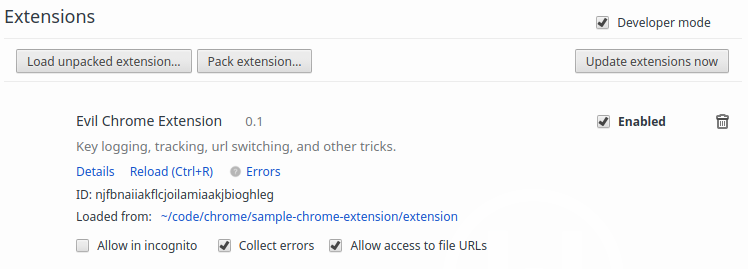 Extensions
Developer mode
Load unpacked extension... Pack extension... Update extensions now
Evil Chrome Extension 0.1 Enabled
Key logging, tracking, url switching, and other tricks.
Details Reload (Ctrl+R) Errors
ID: njfbnaiiakflcjoilamiaakjbioghleg
Loaded from: ~/code/chrome/sample-chrome-extension/extension
Allow in incognito Collect errors Allow access to file URLs